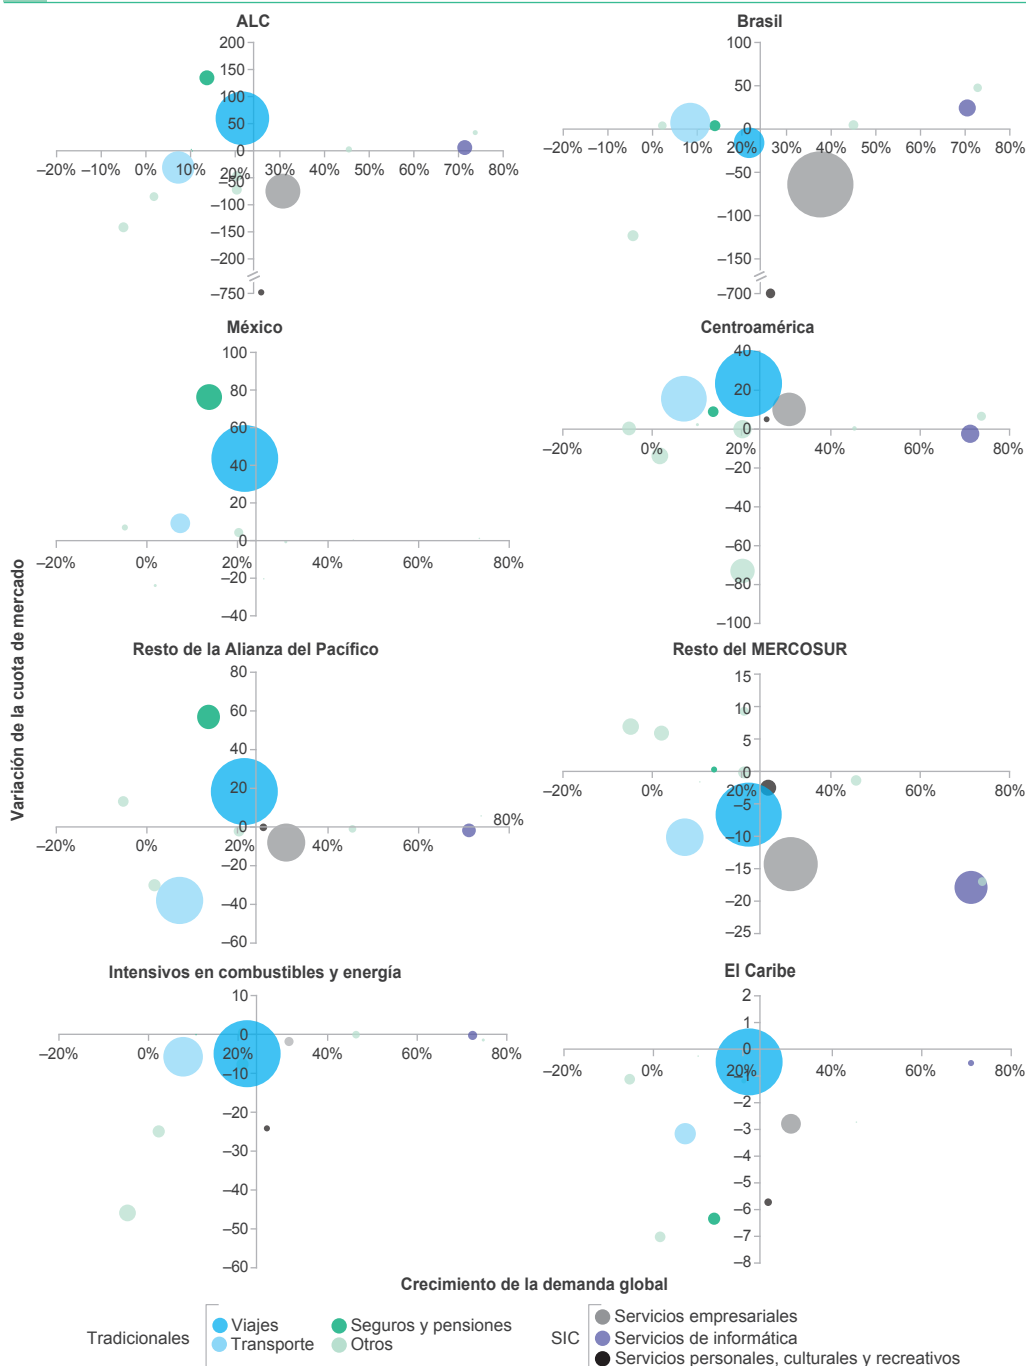 ALC
200
150
100
50
0
–20% –10% 0% 10% 20% 30% 40% 50% 60% 70% 80%
–50
–100
–150
–200
–750
Brasil
100
50
0
–20% –10% 0% 10% 20% 30% 40% 50% 60% 70% 80%
–50
–100
–150
–700
México
100
80
60
40
20
0
–20% 0% 20% 40% 60% 80%
–20
–40
Centroamérica
40
20
0
–20% 0% 20% 40% 60% 80%
–20
–40
–60
–80
–100
Variación de la cuota de mercado
Resto de la Alianza del Pacífico
80
60
40
20
0
80%
–20% 0% 20% 40% 60%
–20
–40
–60
Resto del MERCOSUR
15
10
5
0
–20% 0% 20% 40% 60% 80%
–5
–10
–15
–20
–25
Intensivos en combustibles y energía
10
0
–20% 0% 20% 40% 60% 80%
–10
–20
–30
–40
–50
–60
El Caribe
2
1
0
–20% 0% 20% 40% 60% 80%
–1
–2
–3
–4
–5
–6
–7
–8
Crecimiento de la demanda global
Tradicionales
Viajes
Transporte
Seguros y pensiones
Otros
SIC
Servicios empresariales
Servicios de informática
Servicios personales, culturales y recreativos